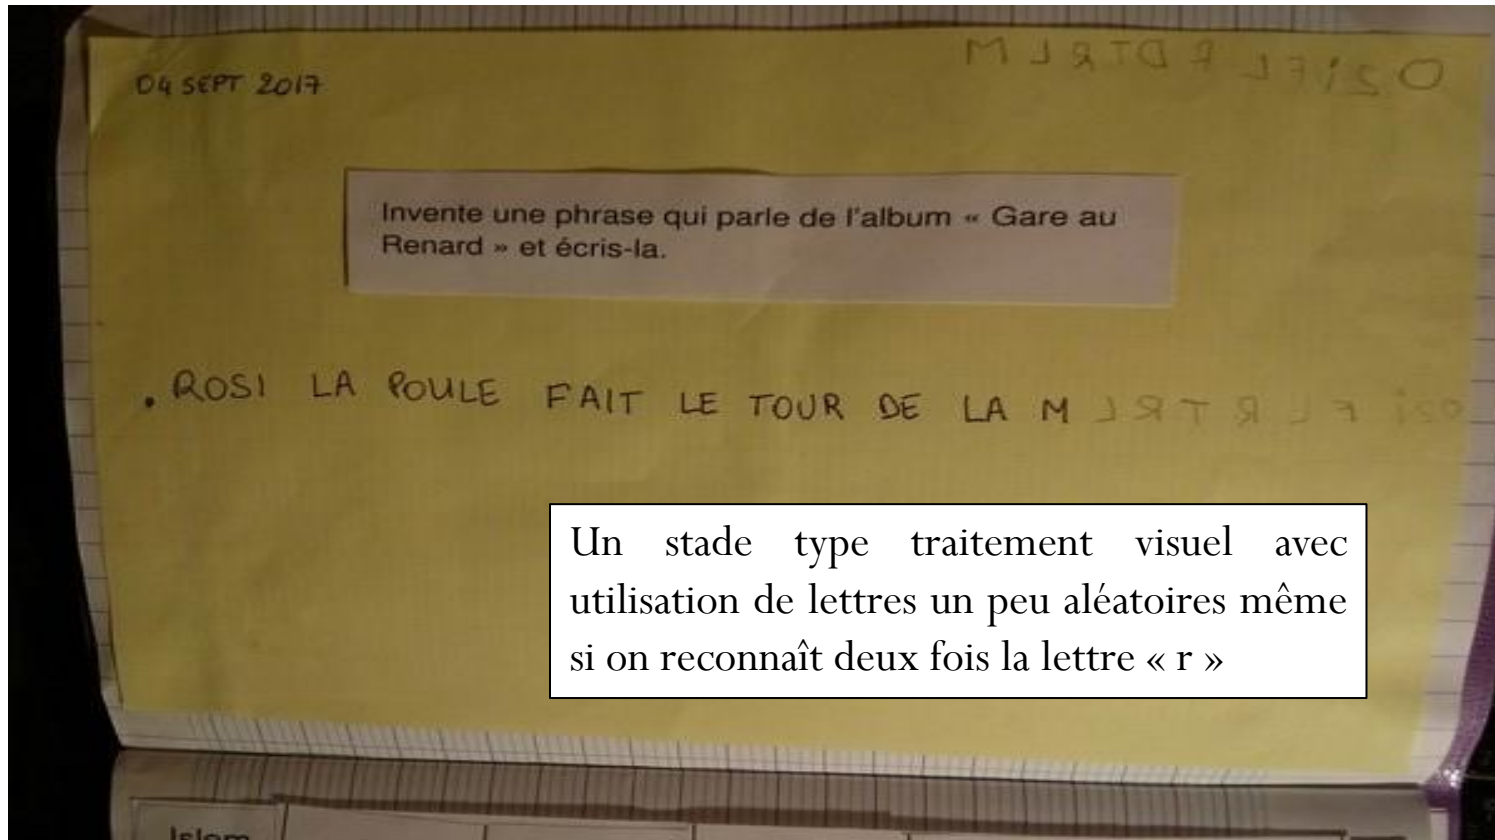 04 SEPT 2017
Invente une phrase qui parle de l'album « Gare au
Renard » et écris-la.
. ROSI LA POULE FAIT LE TOUR DE LA M
Un stade type traitement visuel avec
utilisation de lettres un peu aléatoires même
si on reconnaît deux fois la lettre « r »